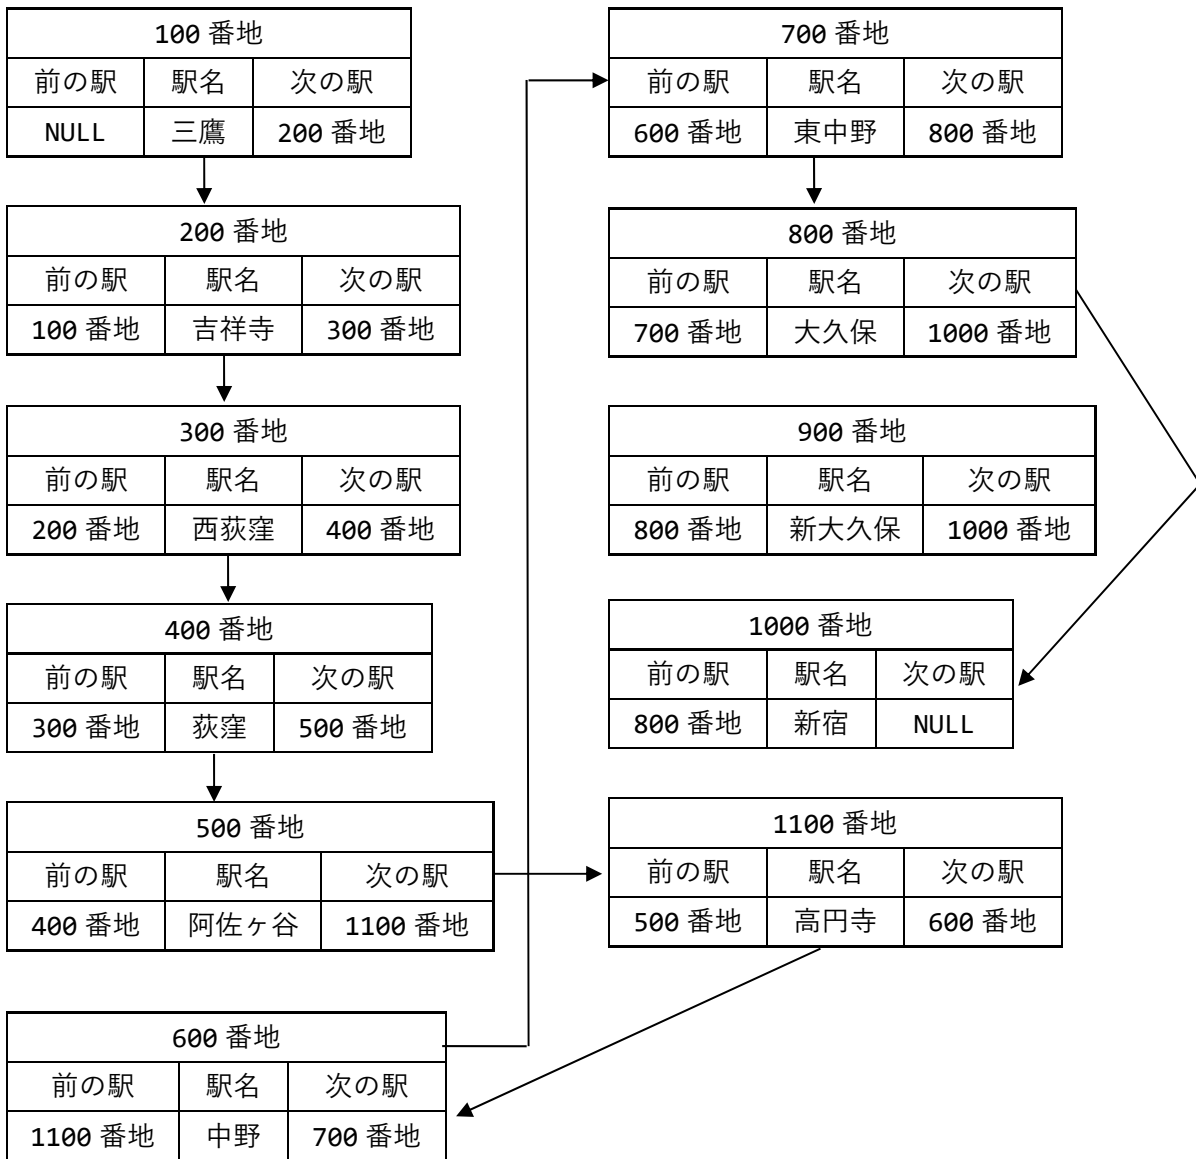 100 番地
前の駅 駅名 次の駅
NULL 三鷹 200 番地
200 番地
前の駅 駅名 次の駅
100 番地 吉祥寺 300 番地
300 番地
前の駅 駅名 次の駅
200 番地 西荻窪 400 番地
400 番地
前の駅 駅名 次の駅
300 番地 荻窪 500 番地
500 番地
前の駅 駅名 次の駅
400 番地 阿佐ヶ谷 1100 番地
600 番地
前の駅 駅名 次の駅
1100 番地 中野 700 番地
700 番地
前の駅 駅名 次の駅
600 番地 東中野 800 番地
800 番地
前の駅 駅名 次の駅
700 番地 大久保 1000 番地
900 番地
前の駅 駅名 次の駅
800 番地 新大久保 1000 番地
1000 番地
前の駅 駅名 次の駅
800 番地 新宿 NULL
1100 番地
前の駅 駅名 次の駅
500 番地 高円寺 600 番地